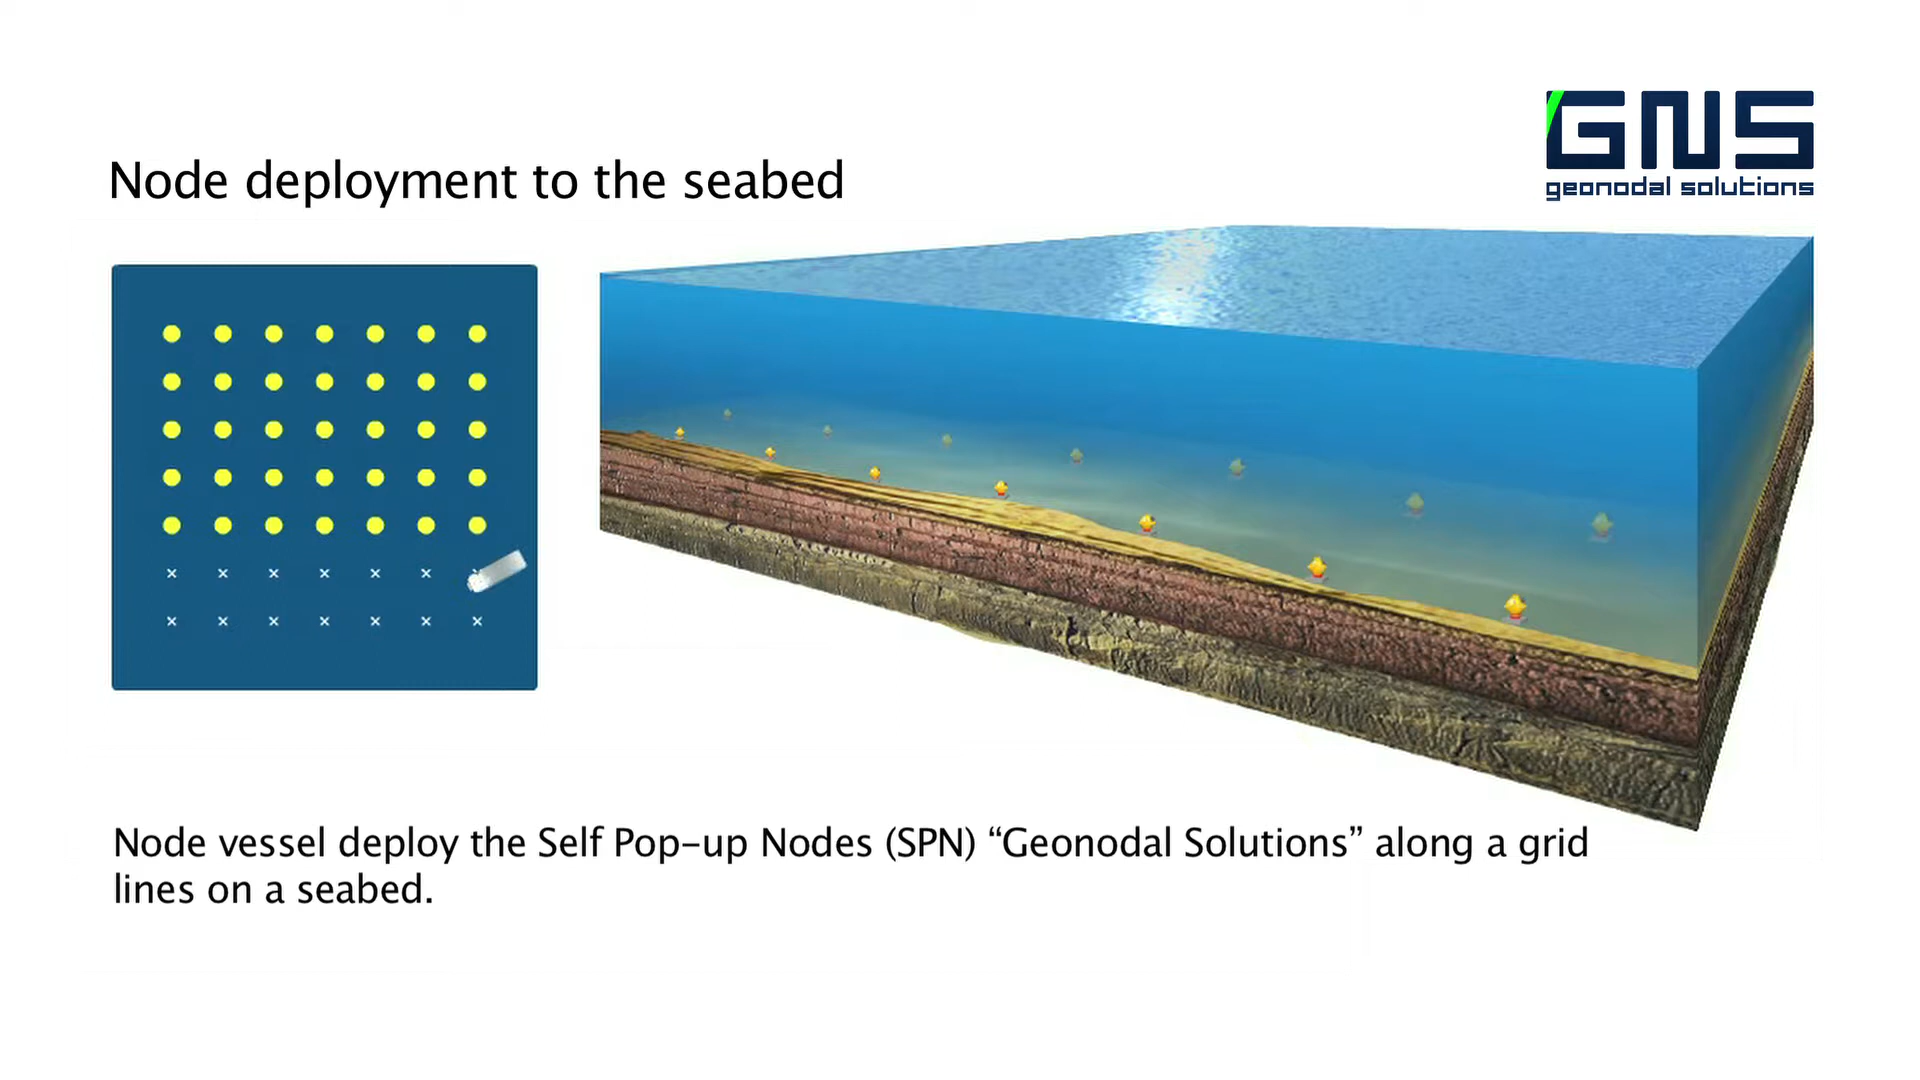 GNS
geonodal solutions
Node deployment to the seabed
Node vessel deploy the Self Pop-up Nodes (SPN) “Geonodal Solutions” along a grid
lines on a seabed.